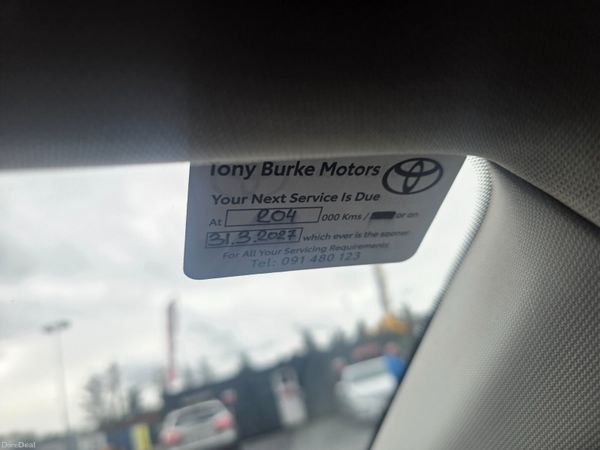 Tony Burke Motors
Your Next Service Is Due
At 204 000 Kms / or on
31.3.2027 which ever is the sooner
For All Your Servicing Requirements
Tel: 091 480 123
DoneDeal